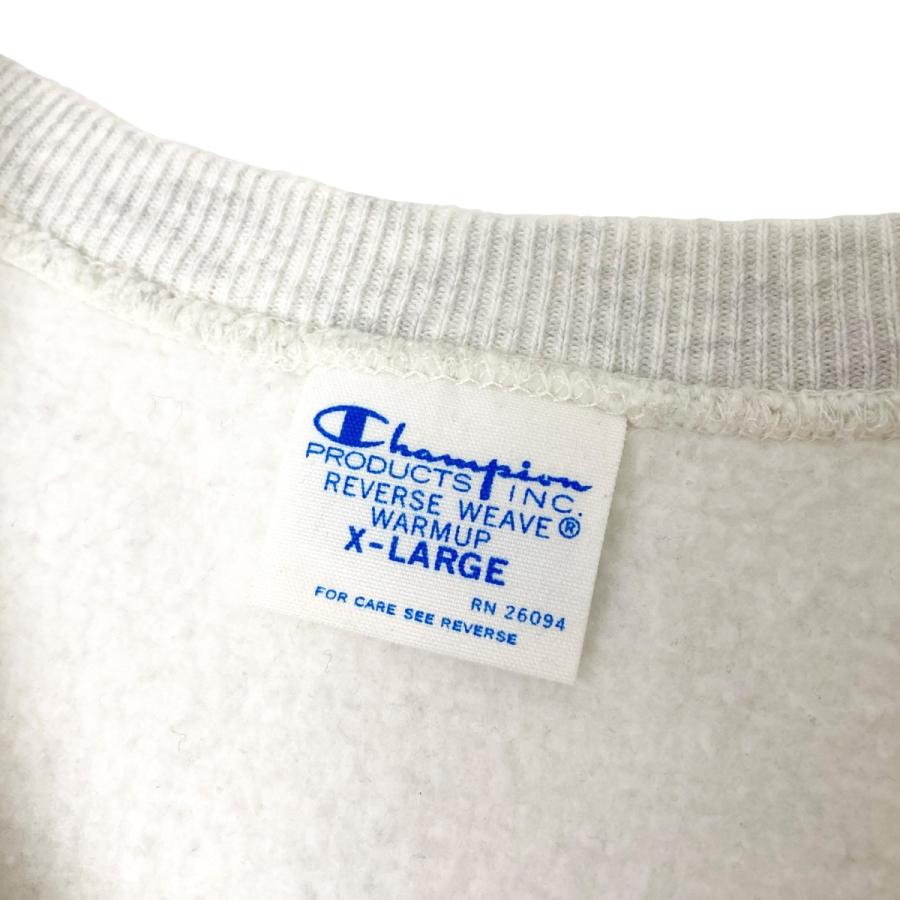 Champion
PRODUCTS INC.
REVERSE WEAVE®
WARMUP
X-LARGE
RN 26094
FOR CARE SEE REVERSE